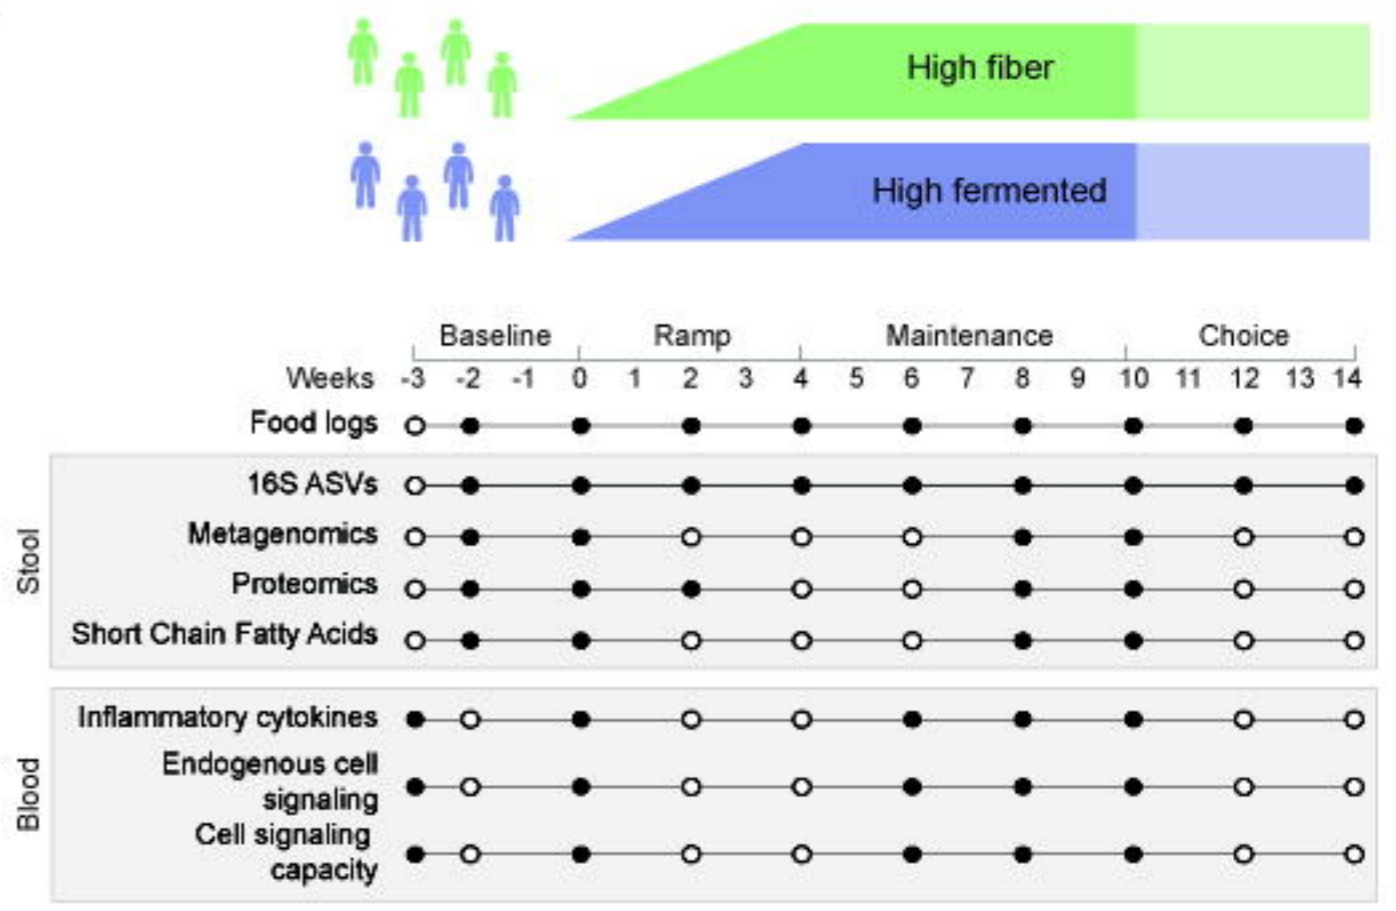 High fiber
High fermented
Baseline Ramp Maintenance Choice
Weeks -3 -2 -1 0 1 2 3 4 5 6 7 8 9 10 11 12 13 14
Food logs
Stool
16S ASVs
Metagenomics
Proteomics
Short Chain Fatty Acids
Blood
Inflammatory cytokines
Endogenous cell
signaling
Cell signaling
capacity